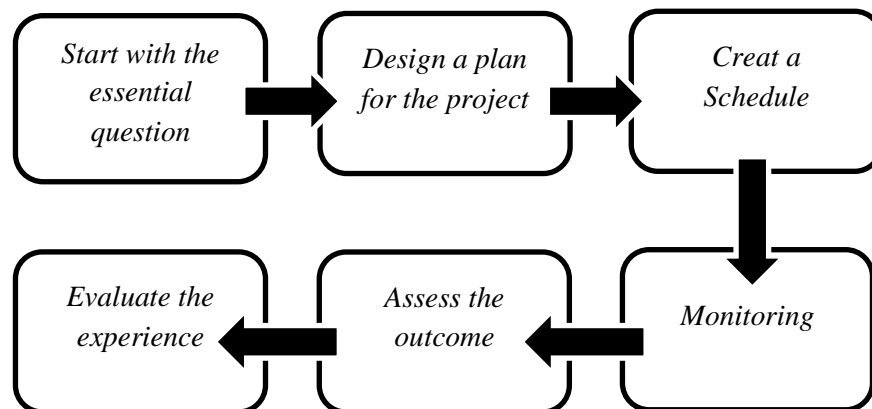 Start with the
essential
question
Design a plan
for the project
Creat a
Schedule
Monitoring
Assess the
outcome
Evaluate the
experience